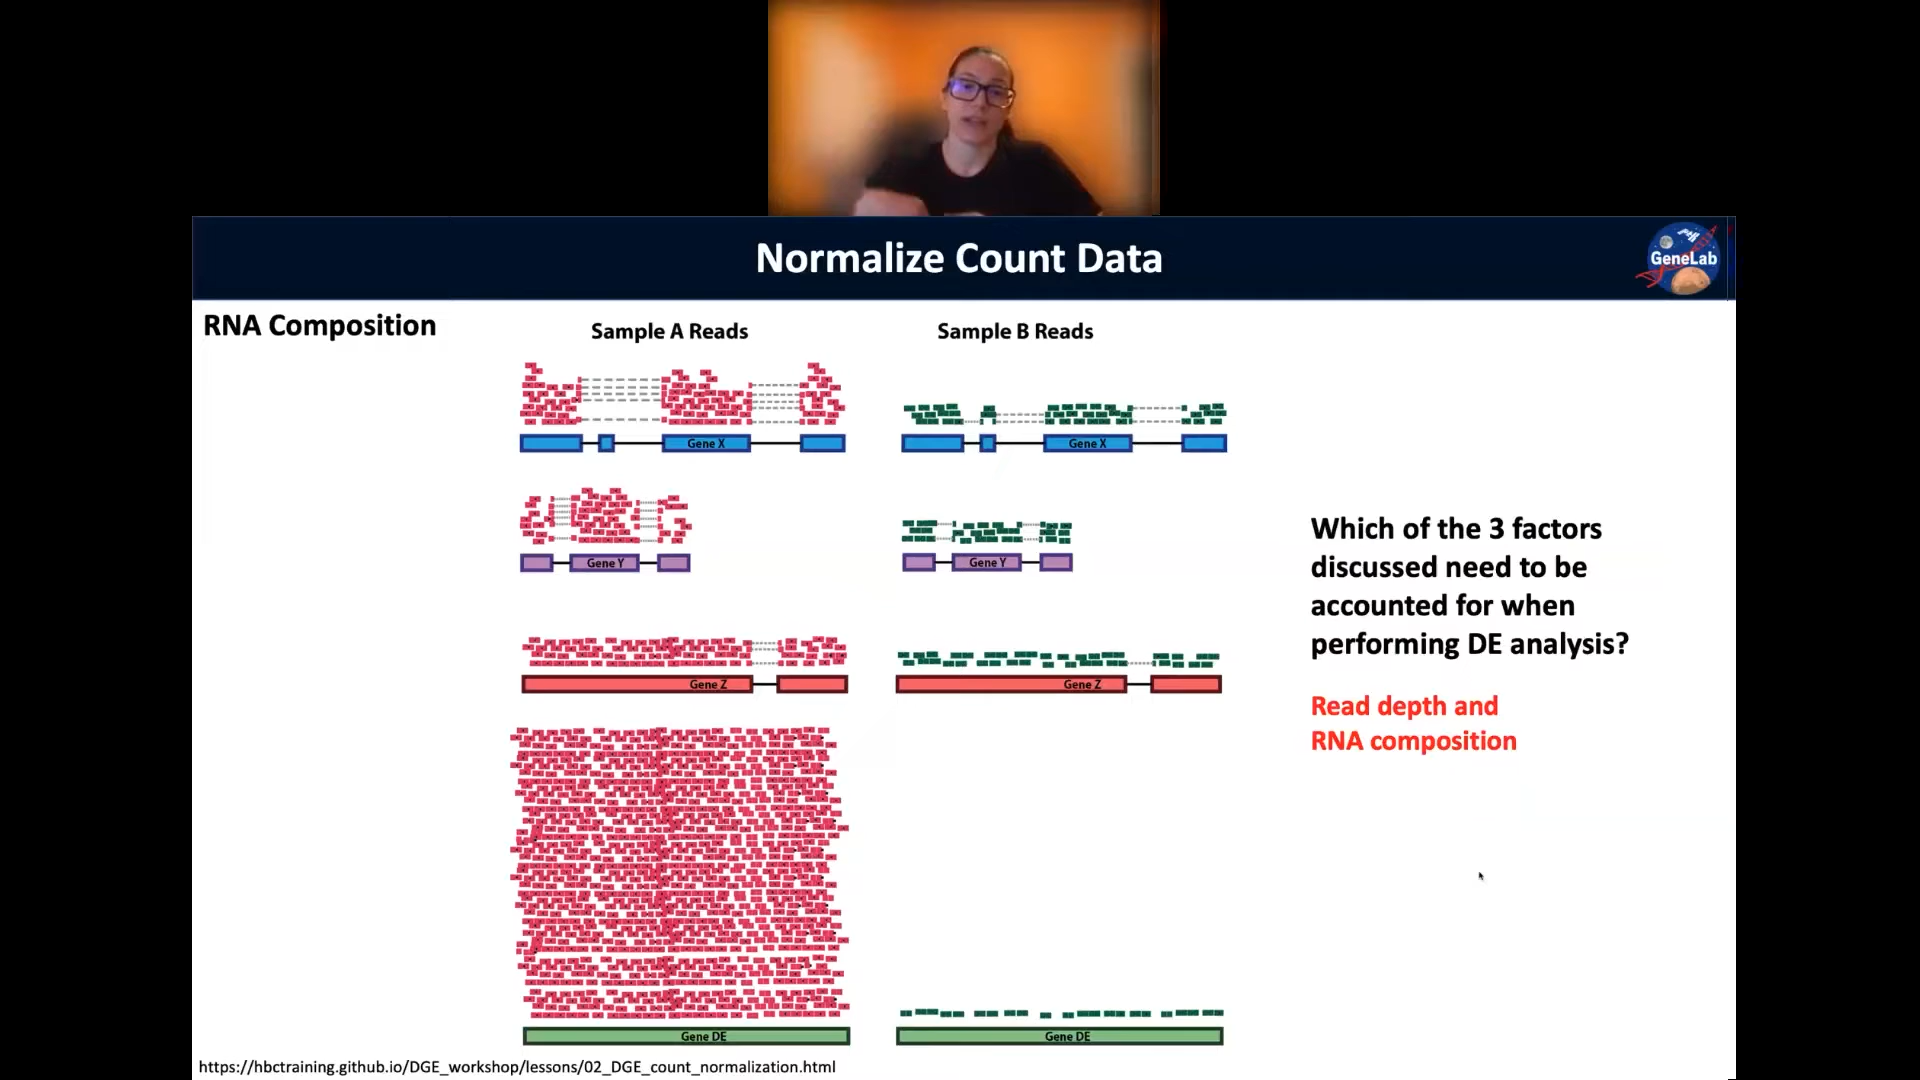 Normalize Count Data
GeneLab
RNA Composition
Sample A Reads
Sample B Reads
Gene X
Gene X
Gene Y
Gene Y
Gene Z
Gene Z
Gene DE
Gene DE
Which of the 3 factors
discussed need to be
accounted for when
performing DE analysis?
Read depth and
RNA composition
https://hbctraining.github.io/DGE_workshop/lessons/02_DGE_count_normalization.html